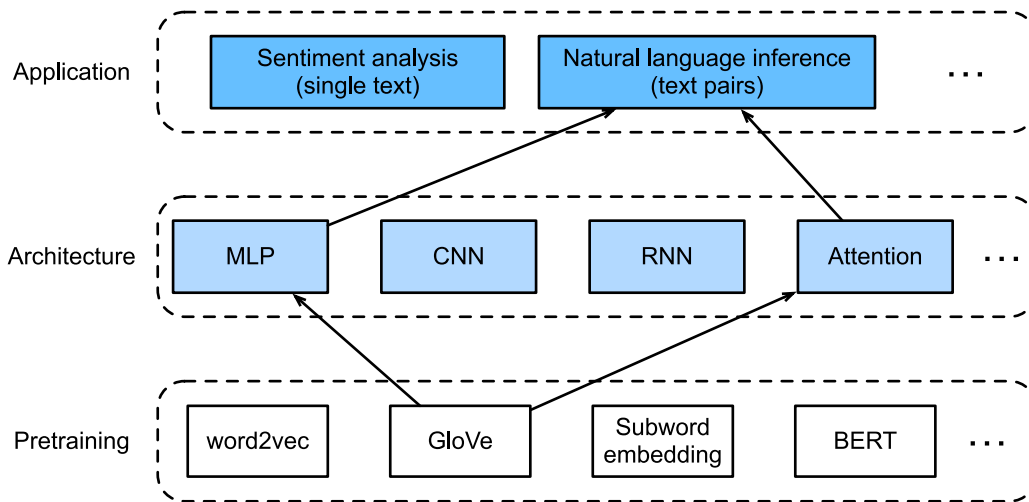 Application
Sentiment analysis
(single text)
Natural language inference
(text pairs)
...
Architecture
MLP
CNN
RNN
Attention
...
Pretraining
word2vec
GloVe
Subword
embedding
BERT
...